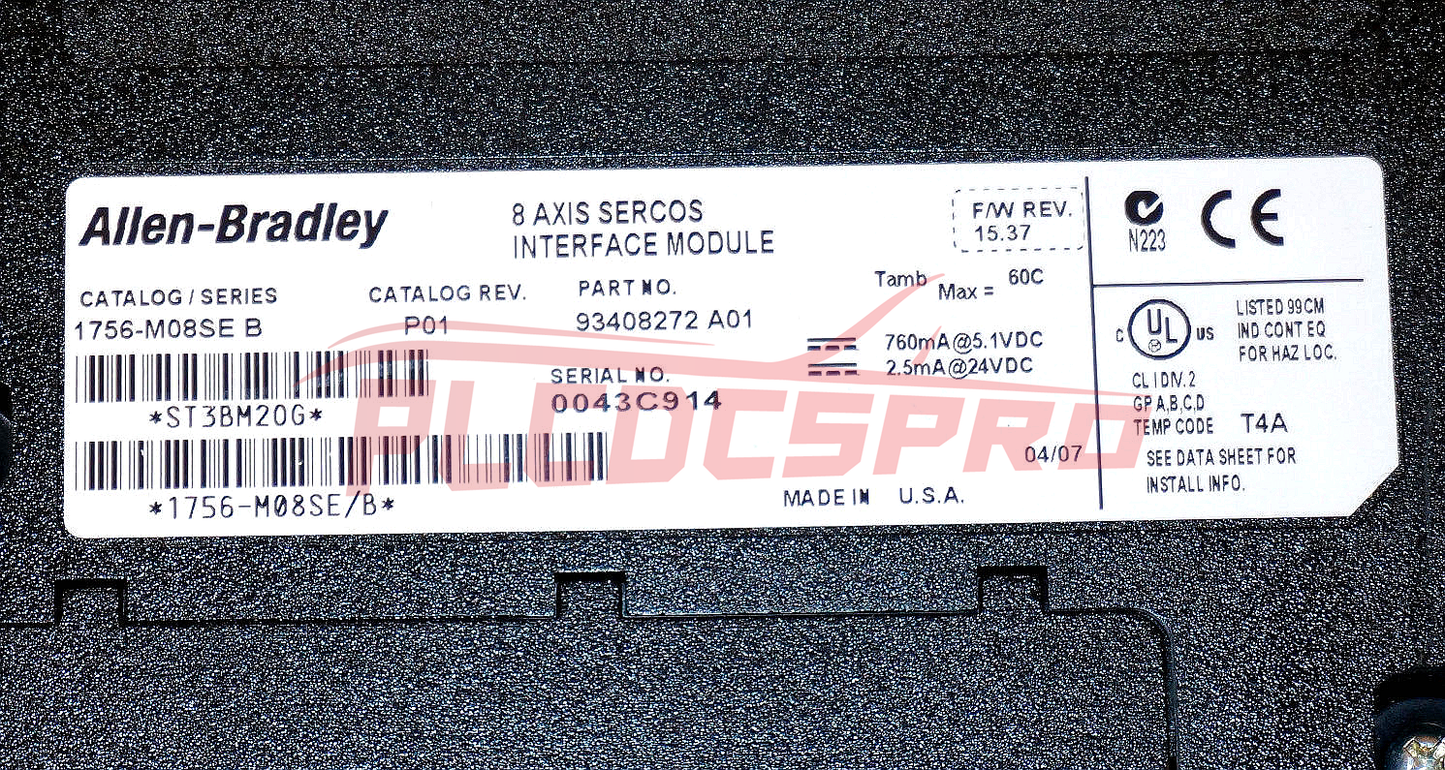 Allen-Bradley
8 AXIS SERCOS
INTERFACE MODULE
F/W REV.
15.37
CATALOG / SERIES
1756-M08SE B
CATALOG REV.
P01
PART NO.
93408272 A01
Tamb Max = 60C
760mA@5.1VDC
2.5mA@24VDC
*ST3BM20G*
SERIAL NO.
0043C914
*1756-M08SE/B*
04/07
MADE IN U.S.A.
N223
CE
C UL US
LISTED 99CM
IND CONT EQ
FOR HAZ LOC.
CL I DIV. 2
GP A,B,C,D
TEMP CODE T4A
SEE DATA SHEET FOR
INSTALL INFO.
PLCDCSPRO